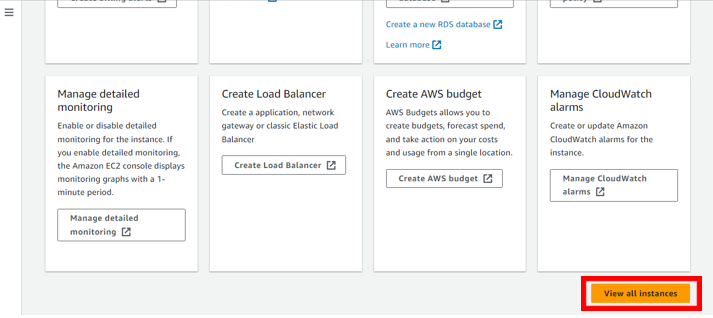 Create a new RDS database
Learn more
Manage detailed
monitoring
Enable or disable detailed
monitoring for the instance. If
you enable detailed monitoring,
the Amazon EC2 console displays
monitoring graphs with a 1-
minute period.
Manage detailed
monitoring
Create Load Balancer
Create a application, network
gateway or classic Elastic Load
Balancer
Create Load Balancer
Create AWS budget
AWS Budgets allows you to
create budgets, forecast spend,
and take action on your costs
and usage from a single location.
Create AWS budget
Manage CloudWatch
alarms
Create or update Amazon
CloudWatch alarms for the
instance.
Manage CloudWatch
alarms
View all instances